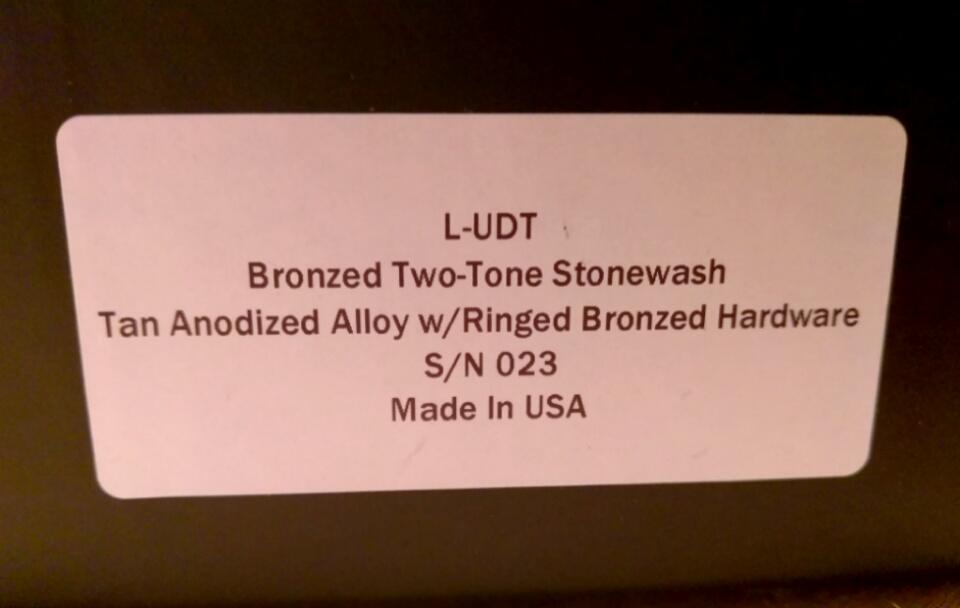 L-UDT
Bronzed Two-Tone Stonewash
Tan Anodized Alloy w/Ringed Bronzed Hardware
S/N 023
Made In USA